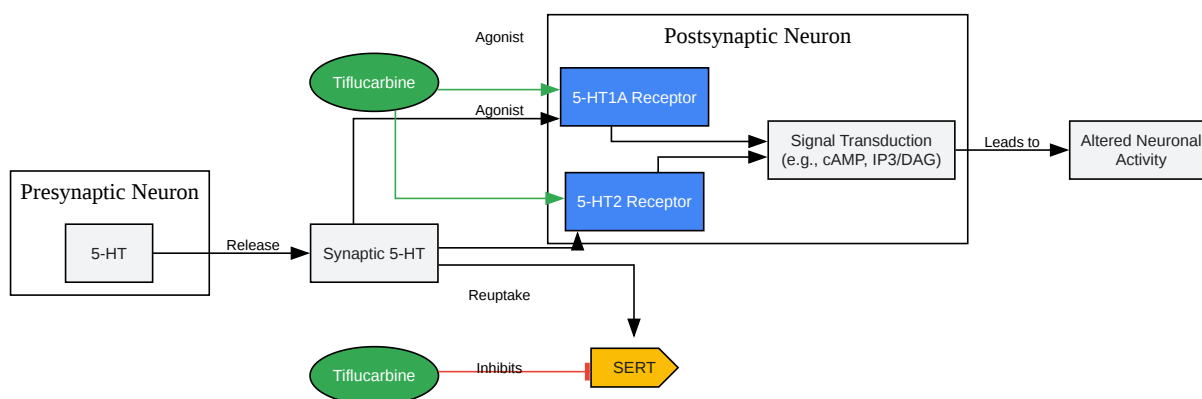 Agonist
Postsynaptic Neuron
Tiflucarbine
5-HT1A Receptor
Agonist
Signal Transduction
(e.g., cAMP, IP3/DAG)
Leads to
Altered Neuronal
Activity
Presynaptic Neuron
5-HT2 Receptor
5-HT
Release
Synaptic 5-HT
Reuptake
Tiflucarbine
Inhibits
SERT